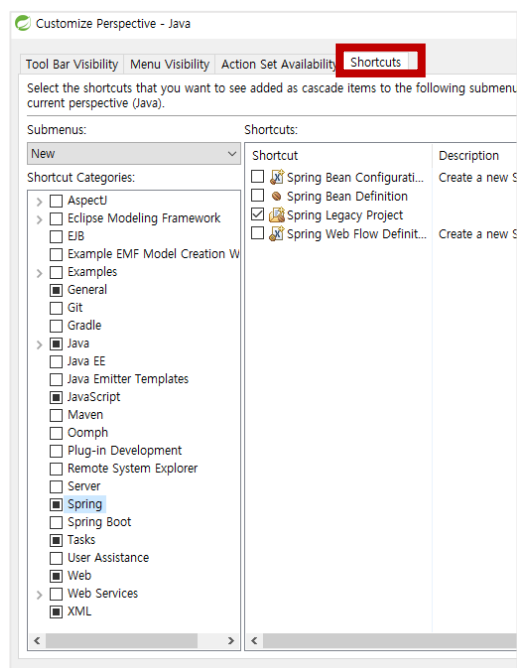 Customize Perspective - Java
Tool Bar Visibility Menu Visibility Action Set Availability Shortcuts
Select the shortcuts that you want to see added as cascade items to the following submenu
current perspective (Java).
Submenus:
New
Shortcut Categories:
AspectJ
Eclipse Modeling Framework
EJB
Example EMF Model Creation W
Examples
General
Git
Gradle
Java
Java EE
Java Emitter Templates
JavaScript
Maven
Oomph
Plug-in Development
Remote System Explorer
Server
Spring
Spring Boot
Tasks
User Assistance
Web
Web Services
XML
Shortcuts:
Shortcut Description
Spring Bean Configurati... Create a new S
Spring Bean Definition
Spring Legacy Project
Spring Web Flow Definit... Create a new S